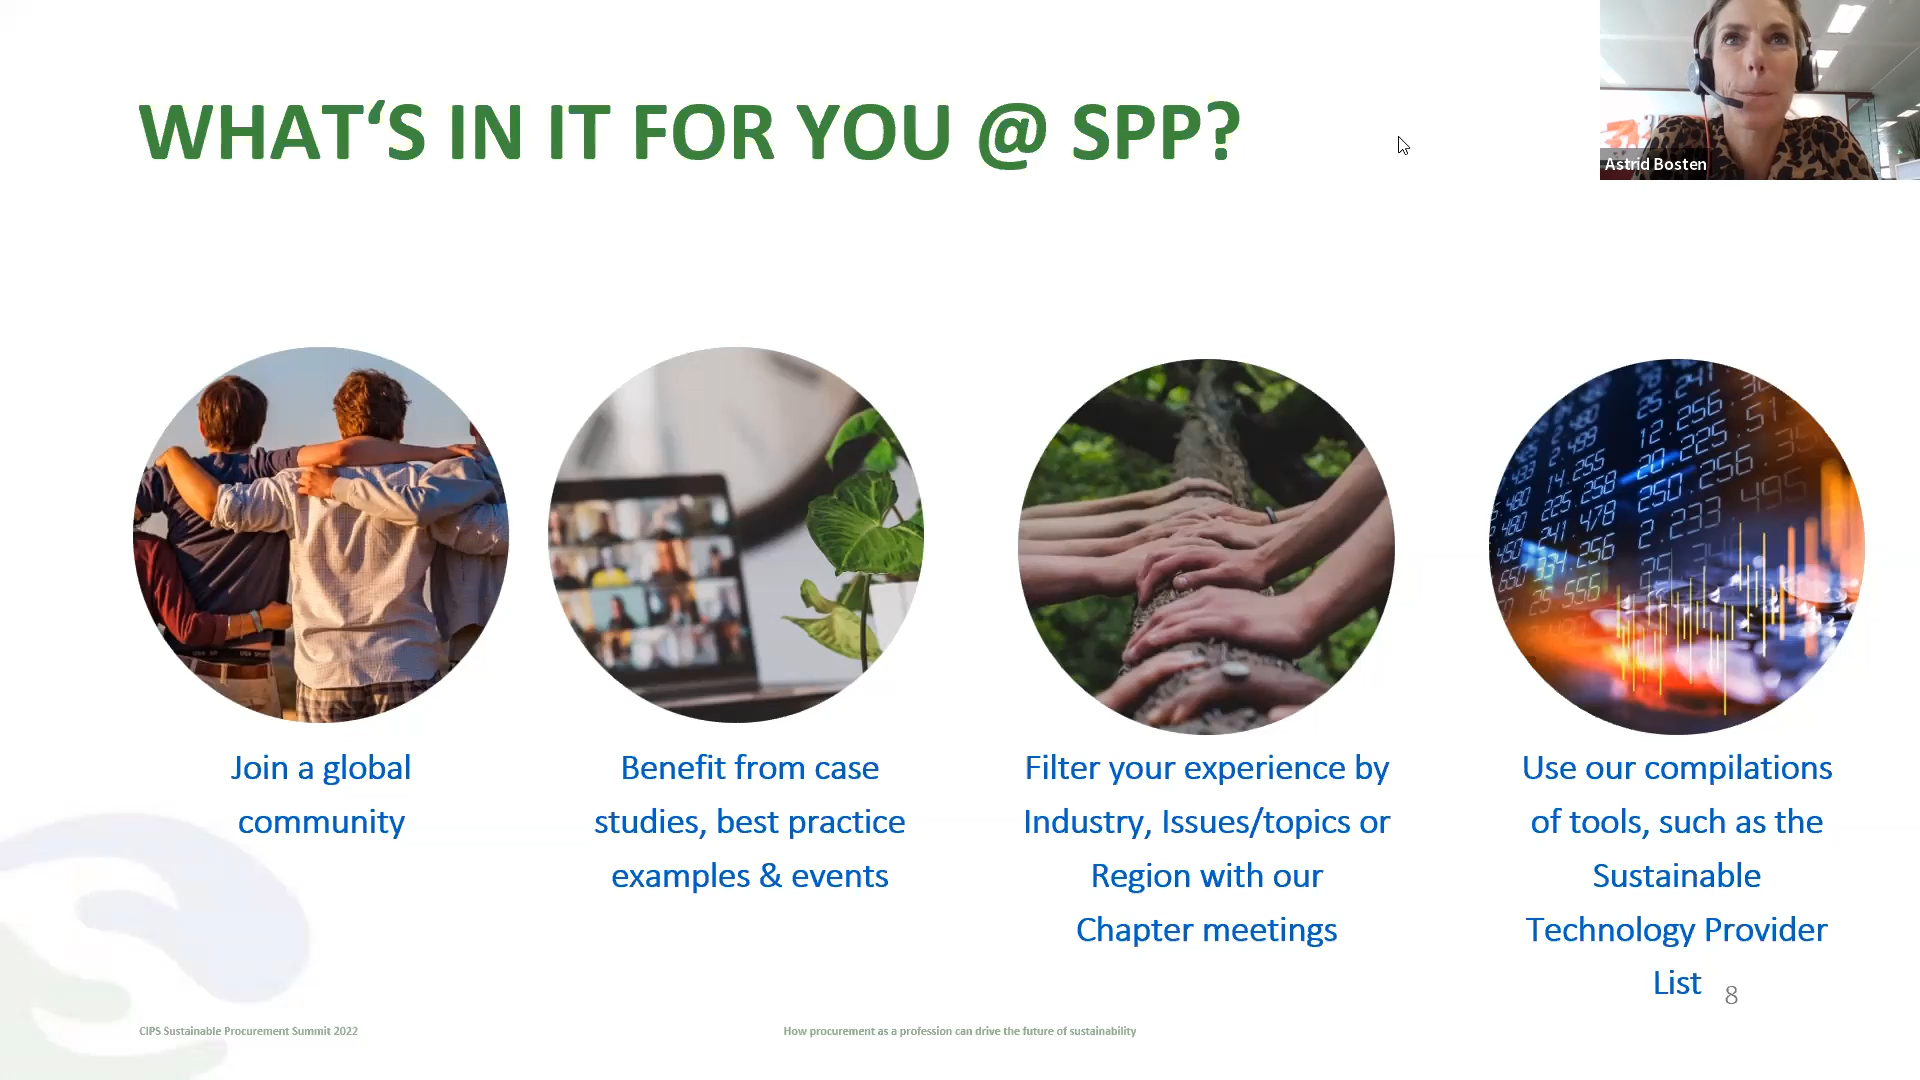 WHAT‘S IN IT FOR YOU @ SPP?
Astrid Bosten
Join a global
community
Benefit from case
studies, best practice
examples & events
Filter your experience by
Industry, Issues/topics or
Region with our
Chapter meetings
Use our compilations
of tools, such as the
Sustainable
Technology Provider
List
8
CIPS Sustainable Procurement Summit 2022
How procurement as a profession can drive the future of sustainability